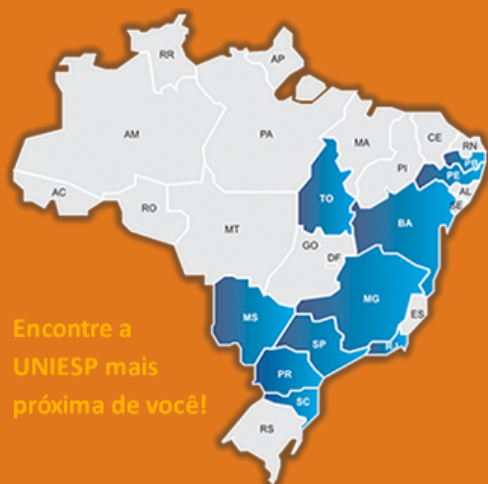 RR
AP
AM
PA
MA
CE
RN
PB
PI
PE
AC
AL
TO
SE
RO
BA
MT
GO
DF
MG
MS
ES
SP
RJ
PR
SC
RS
Encontre a
UNIESP mais
próxima de você!